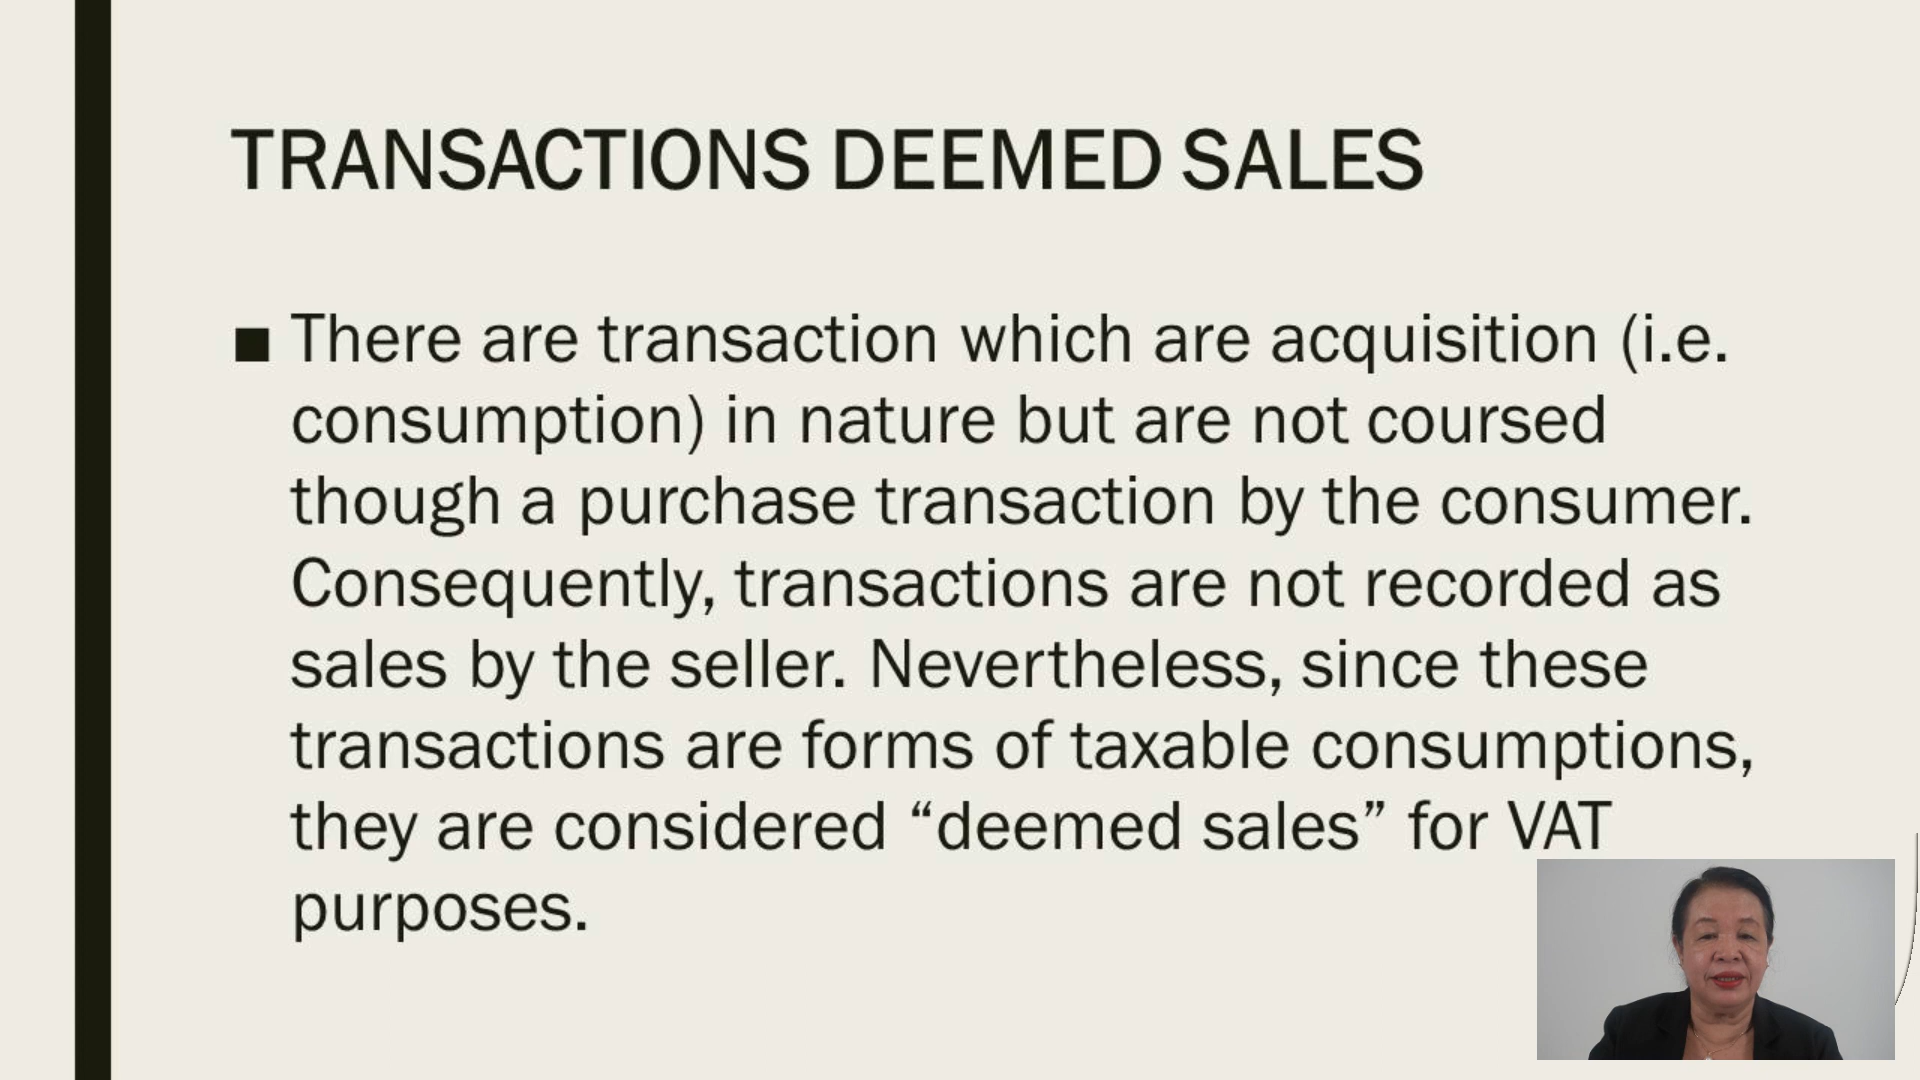 TRANSACTIONS DEEMED SALES
■ There are transaction which are acquisition (i.e.
consumption) in nature but are not coursed
though a purchase transaction by the consumer.
Consequently, transactions are not recorded as
sales by the seller. Nevertheless, since these
transactions are forms of taxable consumptions,
they are considered “deemed sales” for VAT
purposes.